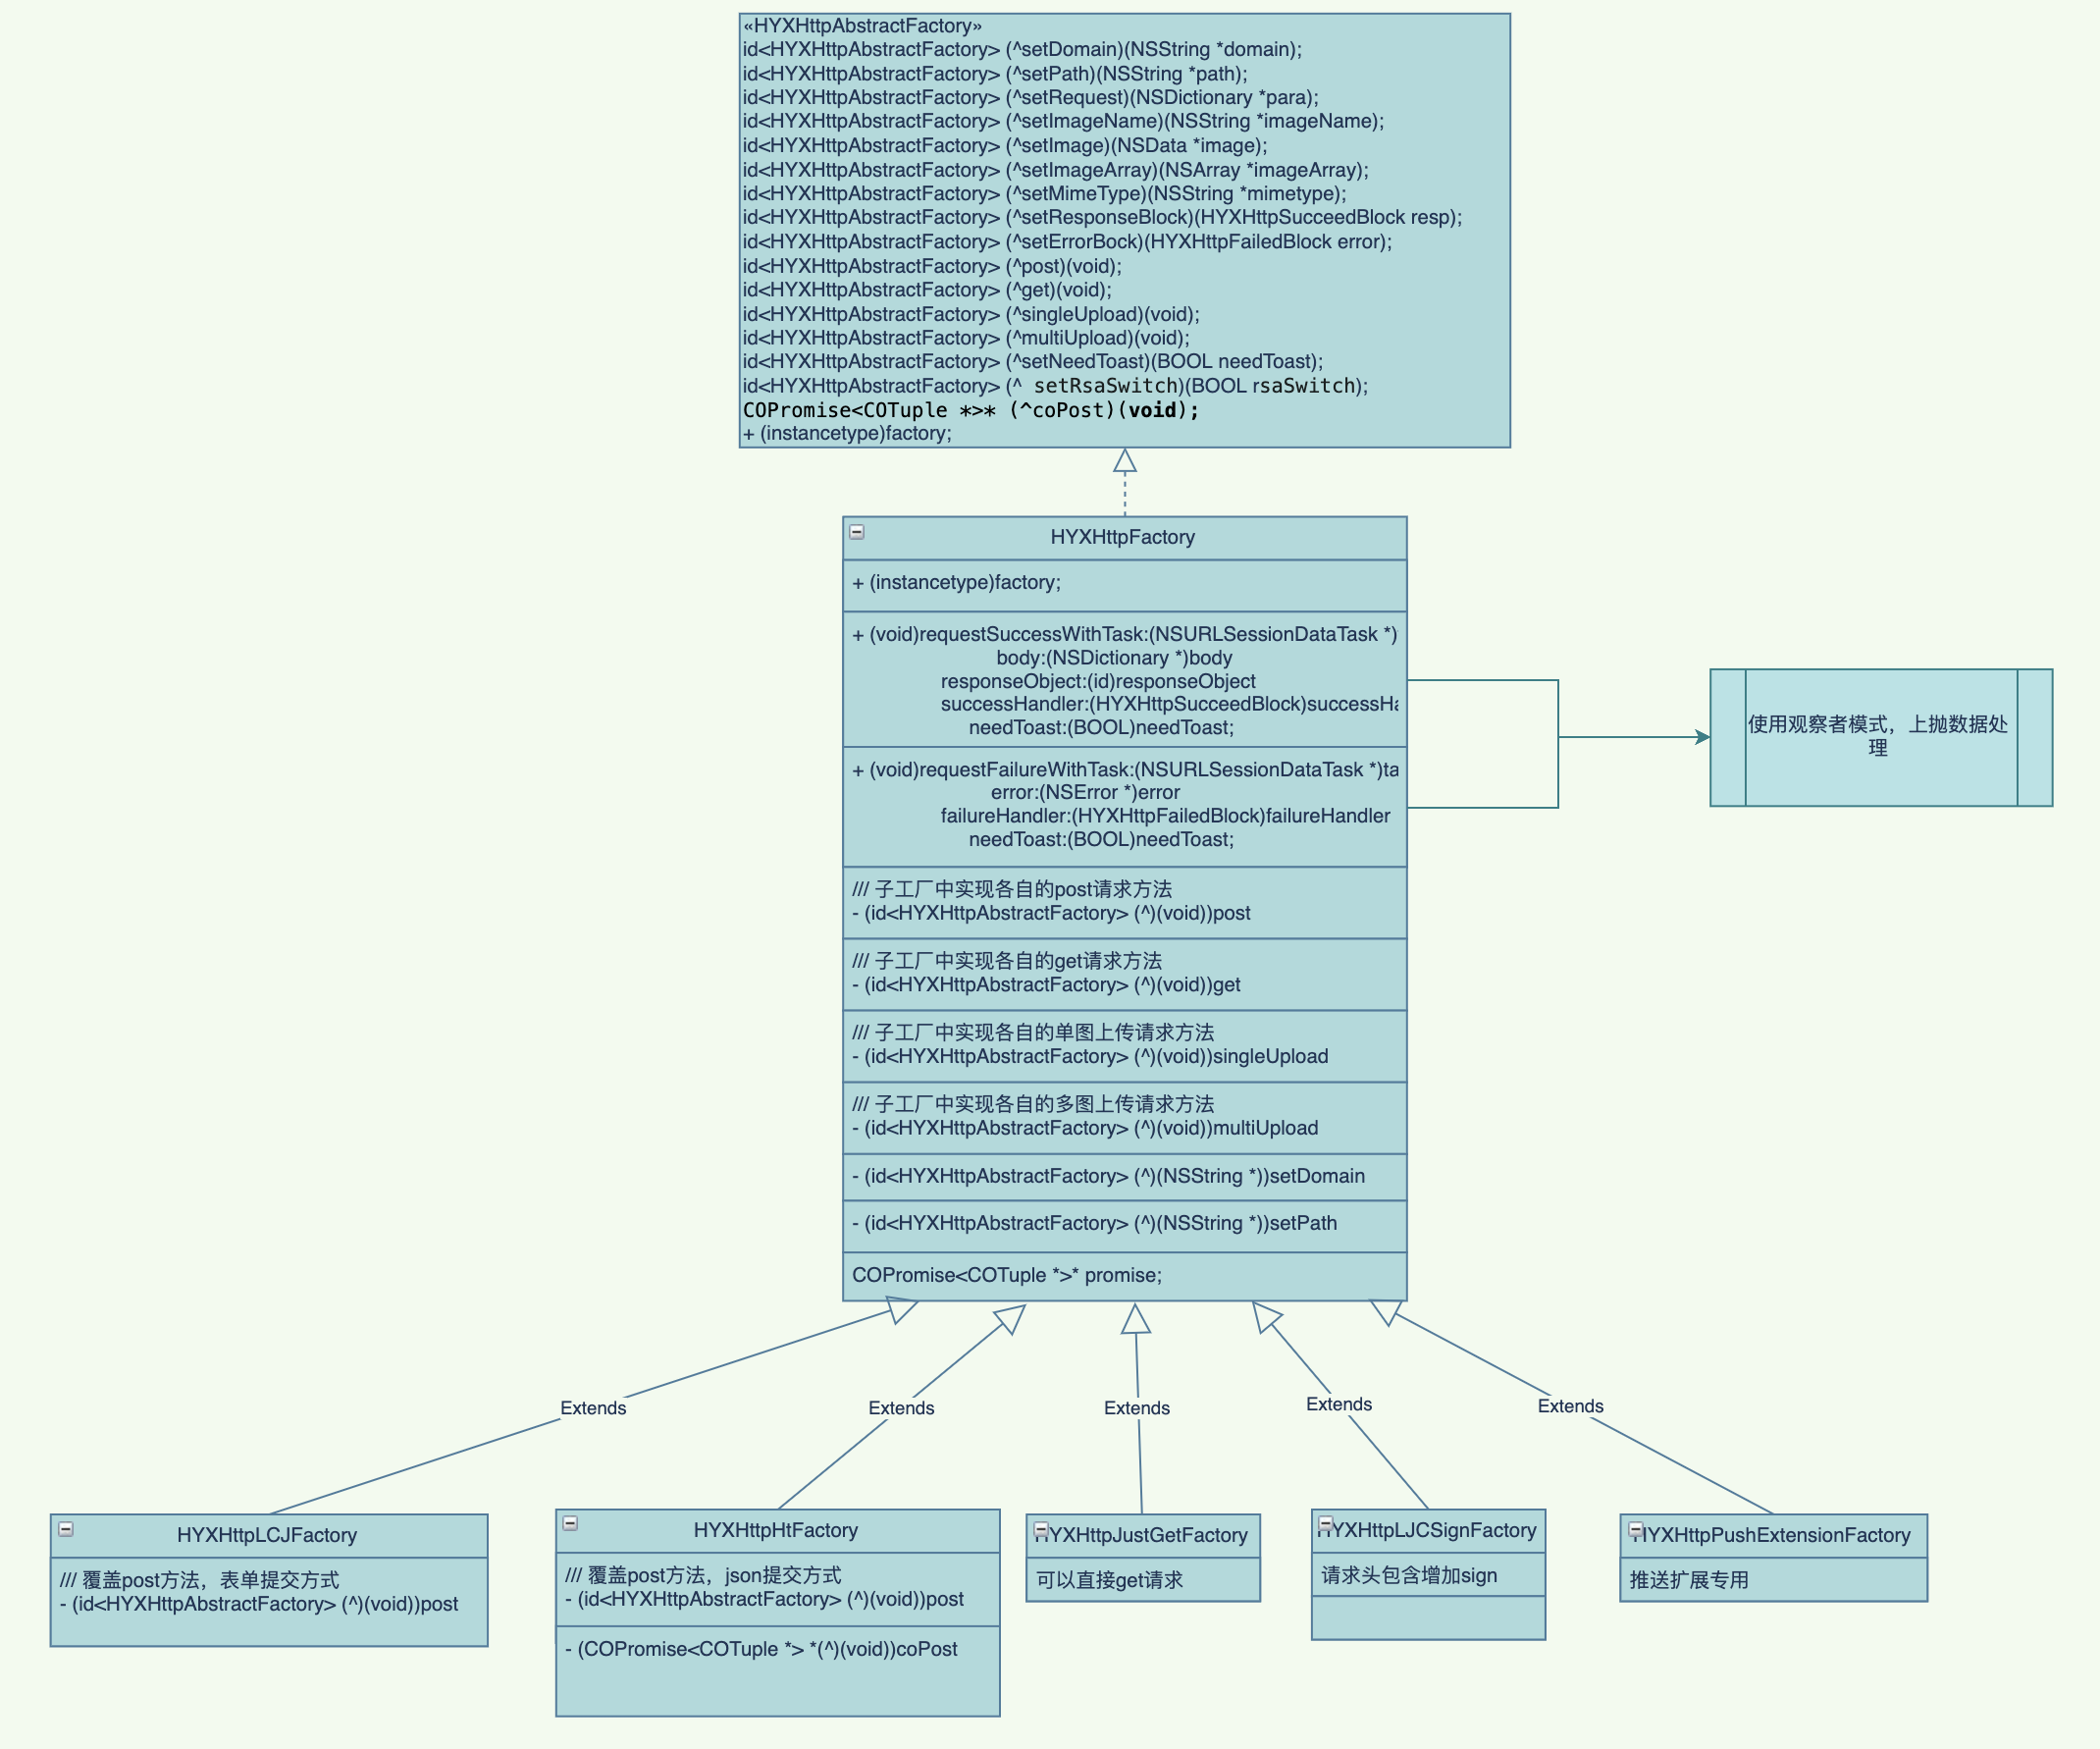 «HYXHttpAbstractFactory»
id<HYXHttpAbstractFactory> (^setDomain)(NSString *domain);
id<HYXHttpAbstractFactory> (^setPath)(NSString *path);
id<HYXHttpAbstractFactory> (^setRequest)(NSDictionary *para);
id<HYXHttpAbstractFactory> (^setImageName)(NSString *imageName);
id<HYXHttpAbstractFactory> (^setImage)(NSData *image);
id<HYXHttpAbstractFactory> (^setImageArray)(NSArray *imageArray);
id<HYXHttpAbstractFactory> (^setMimeType)(NSString *mimetype);
id<HYXHttpAbstractFactory> (^setResponseBlock)(HYXHttpSucceedBlock resp);
id<HYXHttpAbstractFactory> (^setErrorBock)(HYXHttpFailedBlock error);
id<HYXHttpAbstractFactory> (^post)(void);
id<HYXHttpAbstractFactory> (^get)(void);
id<HYXHttpAbstractFactory> (^singleUpload)(void);
id<HYXHttpAbstractFactory> (^multiUpload)(void);
id<HYXHttpAbstractFactory> (^setNeedToast)(BOOL needToast);
id<HYXHttpAbstractFactory> (^ setRsaSwitch)(BOOL rsaSwitch);
COPromise<COTuple *>* (^coPost)(void);
+ (instancetype)factory;
HYXHttpFactory
+ (instancetype)factory;
+ (void)requestSuccessWithTask:(NSURLSessionDataTask *)
body:(NSDictionary *)body
responseObject:(id)responseObject
successHandler:(HYXHttpSucceedBlock)successHa
needToast:(BOOL)needToast;
+ (void)requestFailureWithTask:(NSURLSessionDataTask *)ta
error:(NSError *)error
failureHandler:(HYXHttpFailedBlock)failureHandler
needToast:(BOOL)needToast;
使用观察者模式，上抛数据处
理
/// 子工厂中实现各自的post请求方法
- (id<HYXHttpAbstractFactory> (^)(void))post
/// 子工厂中实现各自的get请求方法
- (id<HYXHttpAbstractFactory> (^)(void))get
/// 子工厂中实现各自的单图上传请求方法
- (id<HYXHttpAbstractFactory> (^)(void))singleUpload
/// 子工厂中实现各自的多图上传请求方法
- (id<HYXHttpAbstractFactory> (^)(void))multiUpload
- (id<HYXHttpAbstractFactory> (^)(NSString *))setDomain
- (id<HYXHttpAbstractFactory> (^)(NSString *))setPath
COPromise<COTuple *>* promise;
Extends
Extends
Extends
Extends
Extends
HYXHttpLCJFactory
/// 覆盖post方法，表单提交方式
- (id<HYXHttpAbstractFactory> (^)(void))post
HYXHttpHtFactory
/// 覆盖post方法，json提交方式
- (id<HYXHttpAbstractFactory> (^)(void))post
- (COPromise<COTuple *> *(^)(void))coPost
HYXHttpJustGetFactory
可以直接get请求
HYXHttpLJCSignFactory
请求头包含增加sign
HYXHttpPushExtensionFactory
推送扩展专用